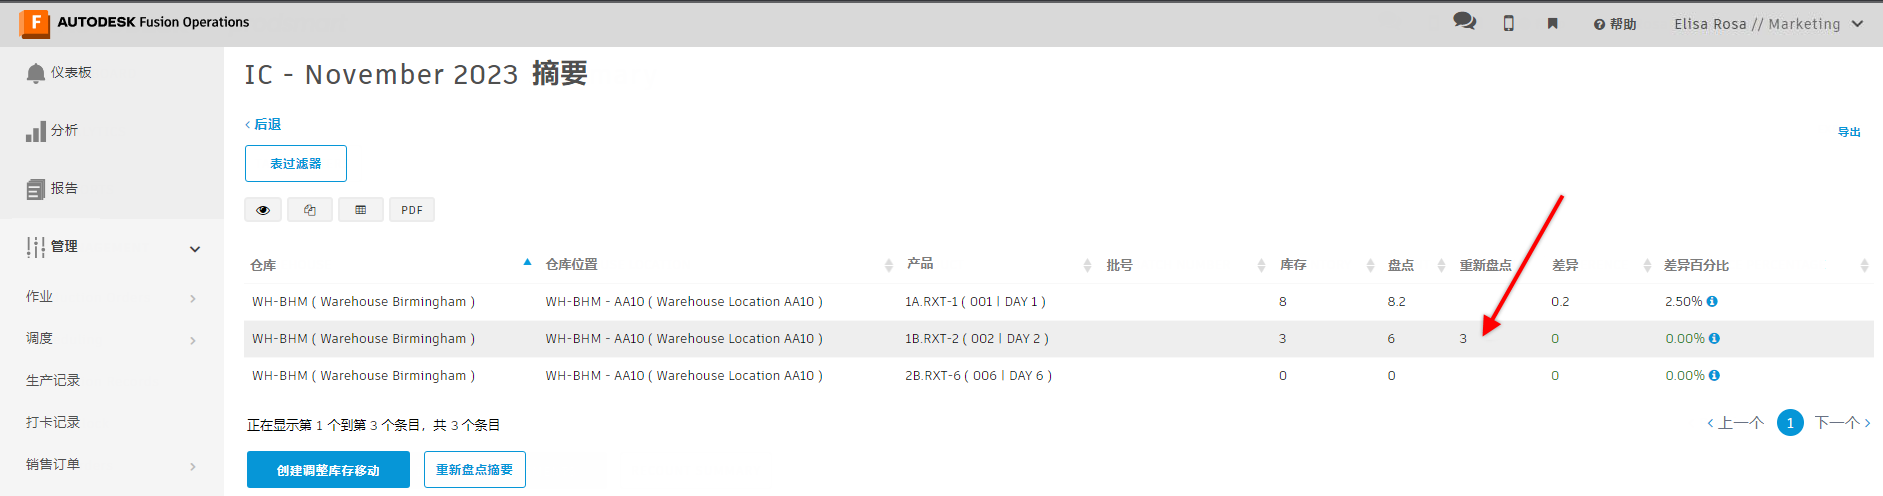 AUTODESK Fusion Operations
帮助
Elisa Rosa // Marketing
仪表板
分析
报告
管理
作业
调度
生产记录
打卡记录
销售订单
IC - November 2023 摘要
后退
导出
表过滤器
PDF
仓库 仓库位置 产品 批号 库存 盘点 重新盘点 差异 差异百分比
WH-BHM ( Warehouse Birmingham ) WH-BHM - AA10 ( Warehouse Location AA10 ) 1A.RXT-1 ( 001 | DAY 1 ) 8 8.2 0.2 2.50%
WH-BHM ( Warehouse Birmingham ) WH-BHM - AA10 ( Warehouse Location AA10 ) 1B.RXT-2 ( 002 | DAY 2 ) 3 6 3 0 0.00%
WH-BHM ( Warehouse Birmingham ) WH-BHM - AA10 ( Warehouse Location AA10 ) 2B.RXT-6 ( 006 | DAY 6 ) 0 0 0 0.00%
正在显示第 1 个到第 3 个条目，共 3 个条目
上一个 1 下一个
创建调整库存移动 重新盘点摘要